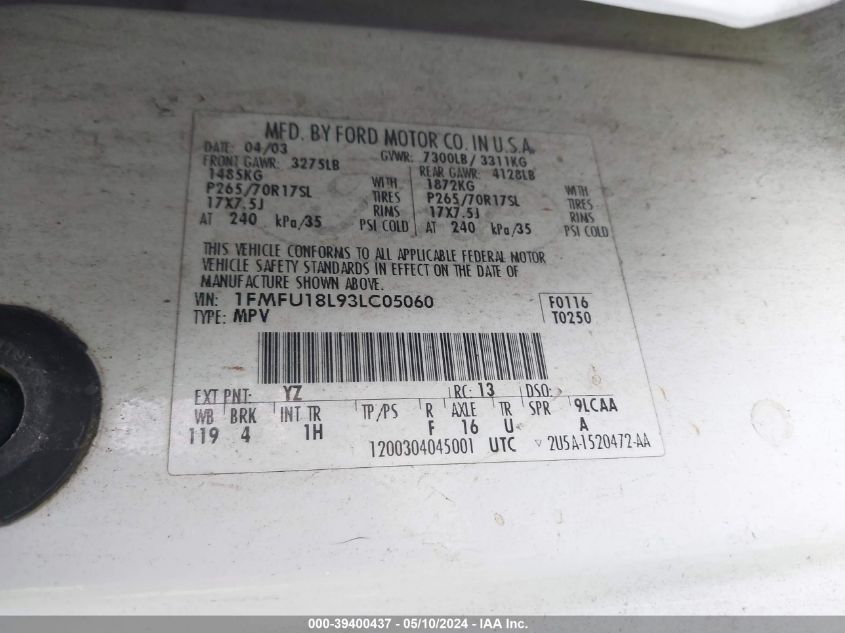 MFD. BY FORD MOTOR CO. IN U.S.A.
DATE: 04/03 GVWR: 7300LB/ 3311KG
FRONT GAWR: 3275LB REAR GAWR: 4128LB
1485KG WITH 1872KG WITH
P265/70R17SL TIRES P265/70R17SL TIRES
17X7.5J RIMS 17X7.5J RIMS
AT 240 kPa/35 PSI COLD AT 240 kPa/35 PSI COLD
THIS VEHICLE CONFORMS TO ALL APPLICABLE FEDERAL MOTOR
VEHICLE SAFETY STANDARDS IN EFFECT ON THE DATE OF
MANUFACTURE SHOWN ABOVE.
VIN: 1FMFU18L93LC05060 F0116
TYPE: MPV T0250
EXT PNT: YZ RC: 13 DSO:
WB BRK INT TR TP/PS R AXLE TR SPR 9LCAA
119 4 1H F 16 U A
1200304045001 UTC ▽ 2U5A-1520472-AA
000-39400437 - 05/10/2024 - IAA Inc.